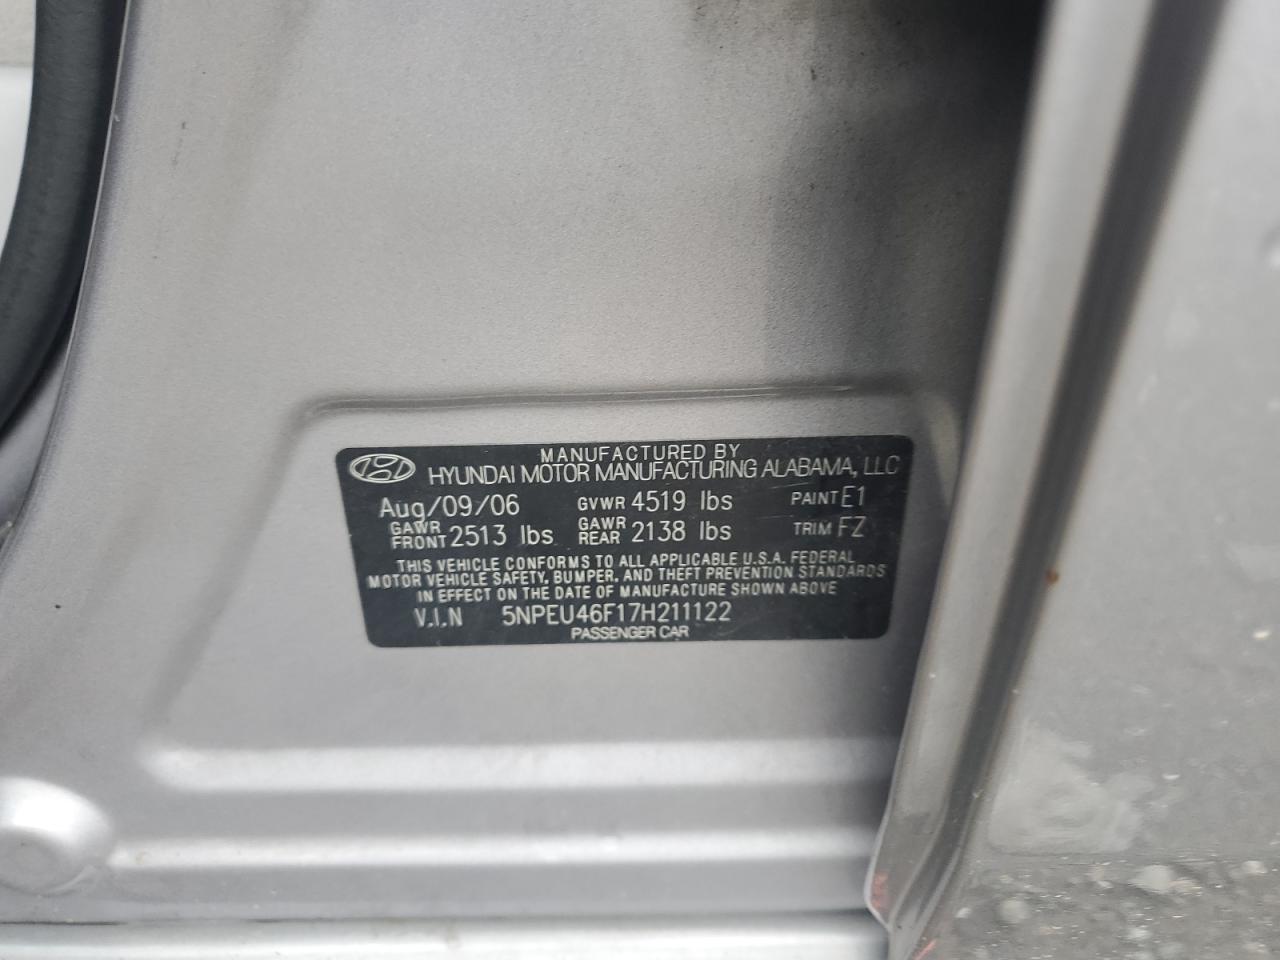 MANUFACTURED BY
HYUNDAI MOTOR MANUFACTURING ALABAMA, LLC
Aug/09/06 GVWR 4519 lbs PAINT E1
GAWR FRONT 2513 lbs GAWR REAR 2138 lbs TRIM FZ
THIS VEHICLE CONFORMS TO ALL APPLICABLE U.S.A. FEDERAL
MOTOR VEHICLE SAFETY, BUMPER, AND THEFT PREVENTION STANDARDS
IN EFFECT ON THE DATE OF MANUFACTURE SHOWN ABOVE
V.I.N 5NPEU46F17H211122
PASSENGER CAR